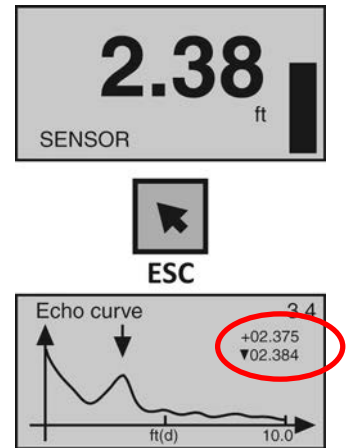 2.38
ft
SENSOR
ESC
Echo curve 3.4
+02.375
▼02.384
ft(d) 10.0